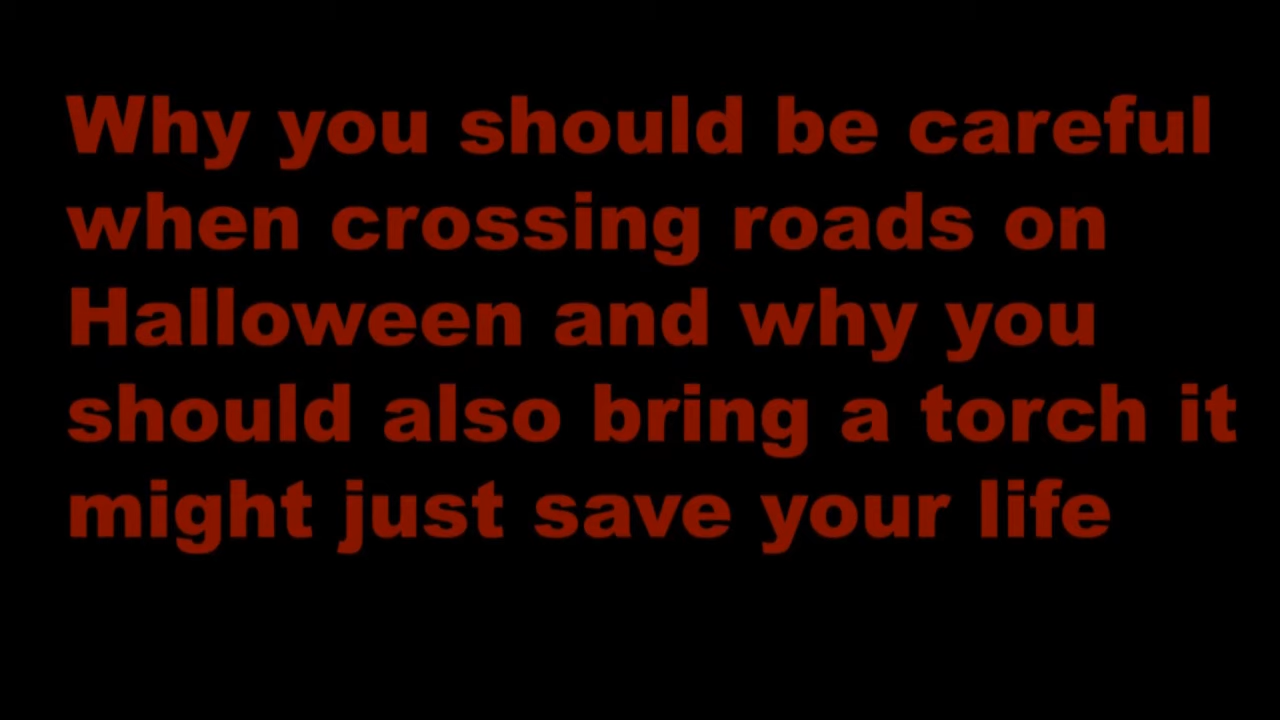 Why you should be careful
when crossing roads on
Halloween and why you
should also bring a torch it
might just save your life